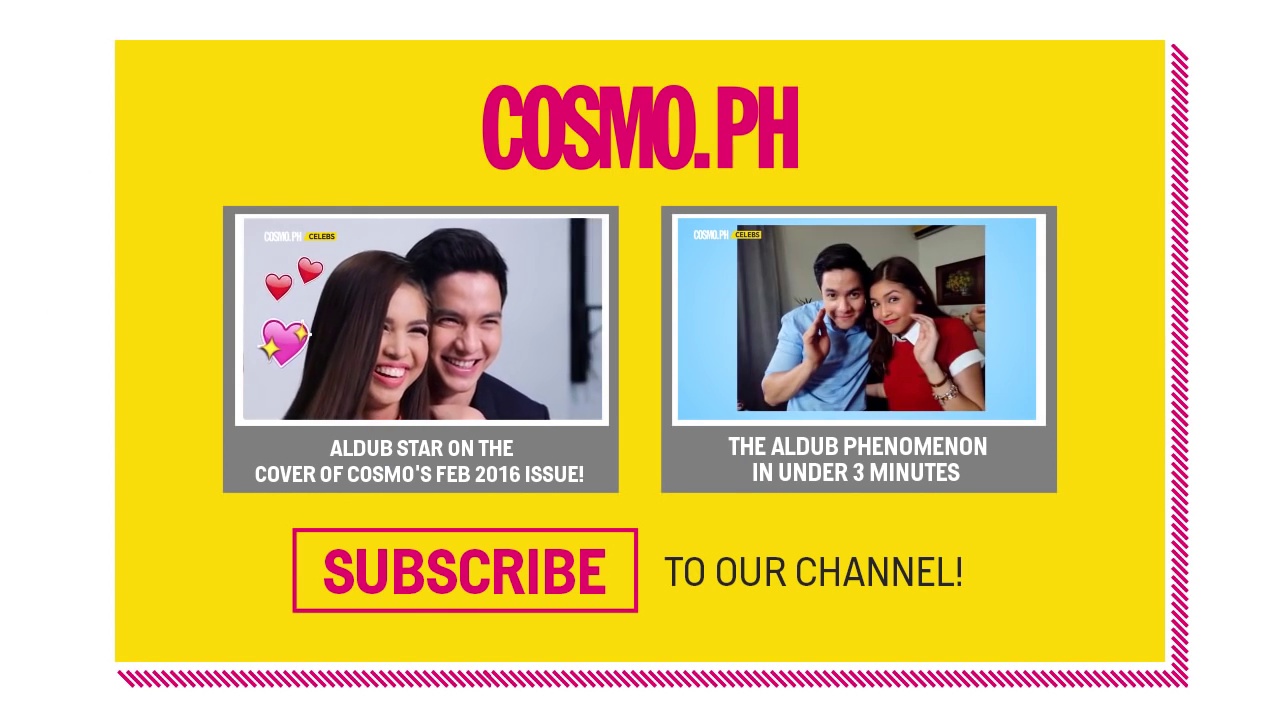 COSMO.PH
COSMO.PH CELEBS
COSMO.PH CELEBS
ALDUB STAR ON THE
COVER OF COSMO'S FEB 2016 ISSUE!
THE ALDUB PHENOMENON
IN UNDER 3 MINUTES
SUBSCRIBE TO OUR CHANNEL!